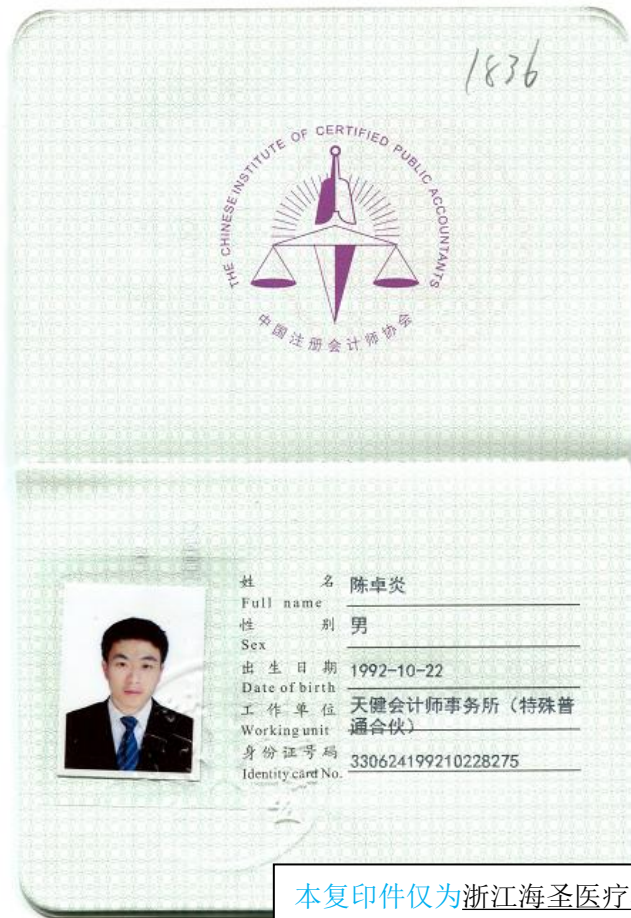 1836
THE CHINESE INSTITUTE OF CERTIFIED PUBLIC ACCOUNTANTS
中国注册会计师协会
姓 名 陈卓炎
Full name
性 别 男
Sex
出生日期 1992-10-22
Date of birth
工作单位 天健会计师事务所（特殊普
Working unit 通合伙）
身份证号码 330624199210228275
Identity card No.
本复印件仅为浙江海圣医疗